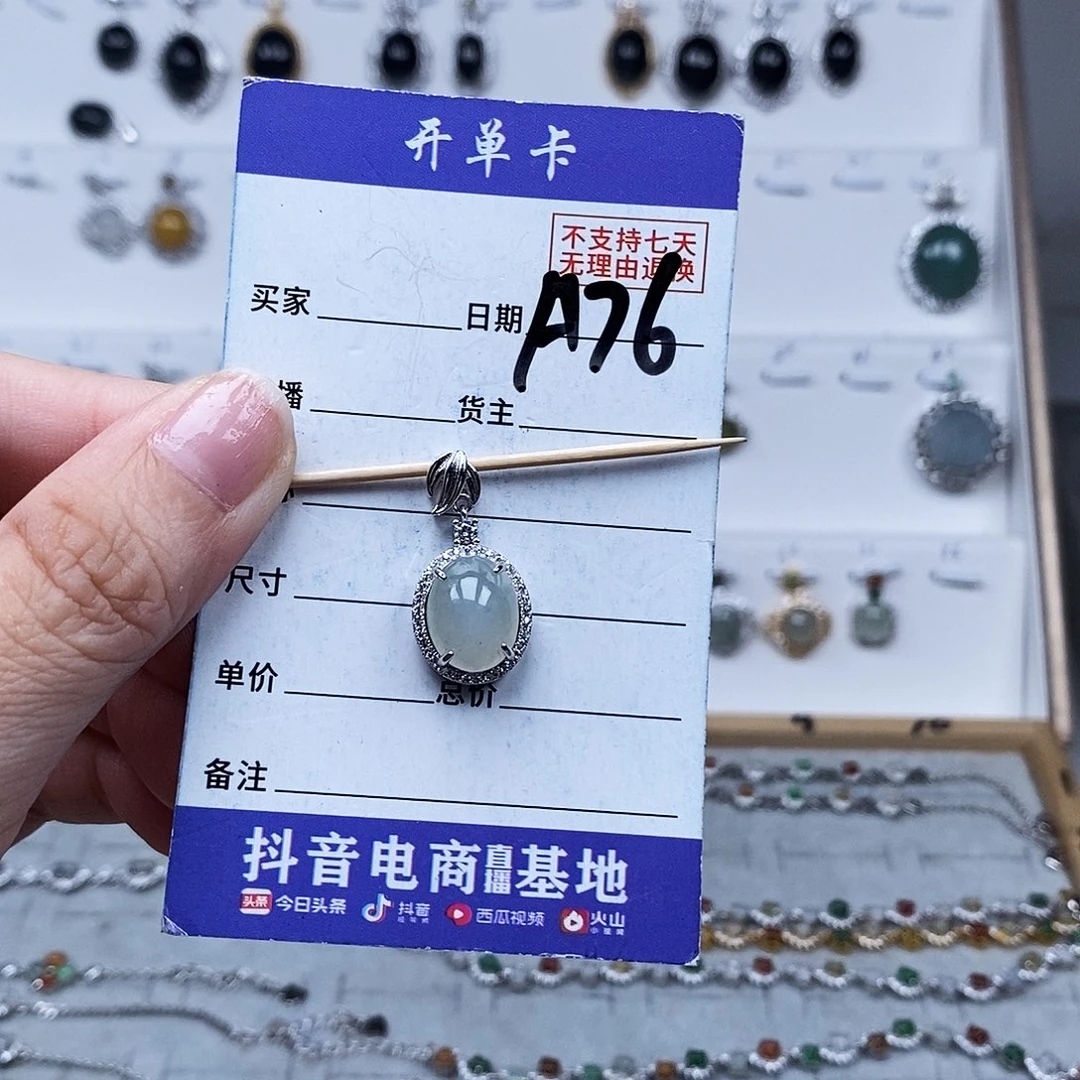 开单卡
不支持七天
无理由退换
买家 日期 A76
播 货主
尺寸
单价 总价
备注
抖音电商直播基地
头条 今日头条 抖音 西瓜视频 火山